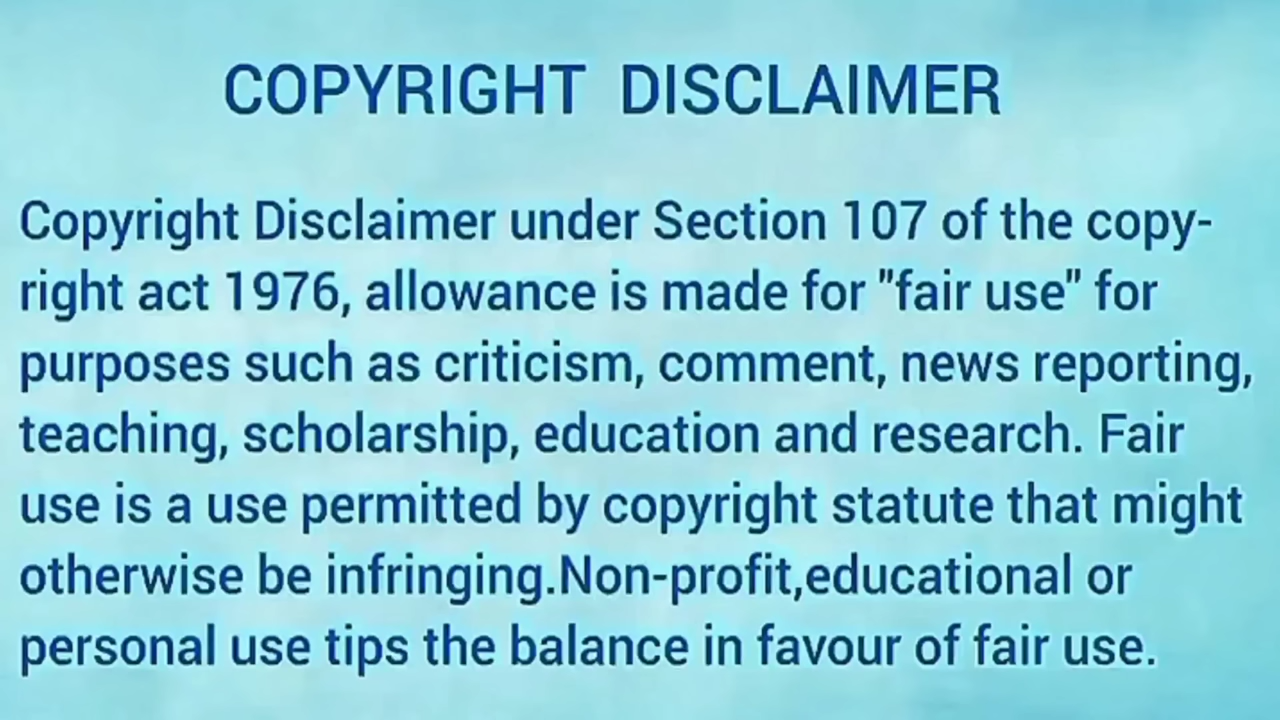 COPYRIGHT DISCLAIMER
Copyright Disclaimer under Section 107 of the copy-
right act 1976, allowance is made for "fair use" for
purposes such as criticism, comment, news reporting,
teaching, scholarship, education and research. Fair
use is a use permitted by copyright statute that might
otherwise be infringing.Non-profit,educational or
personal use tips the balance in favour of fair use.